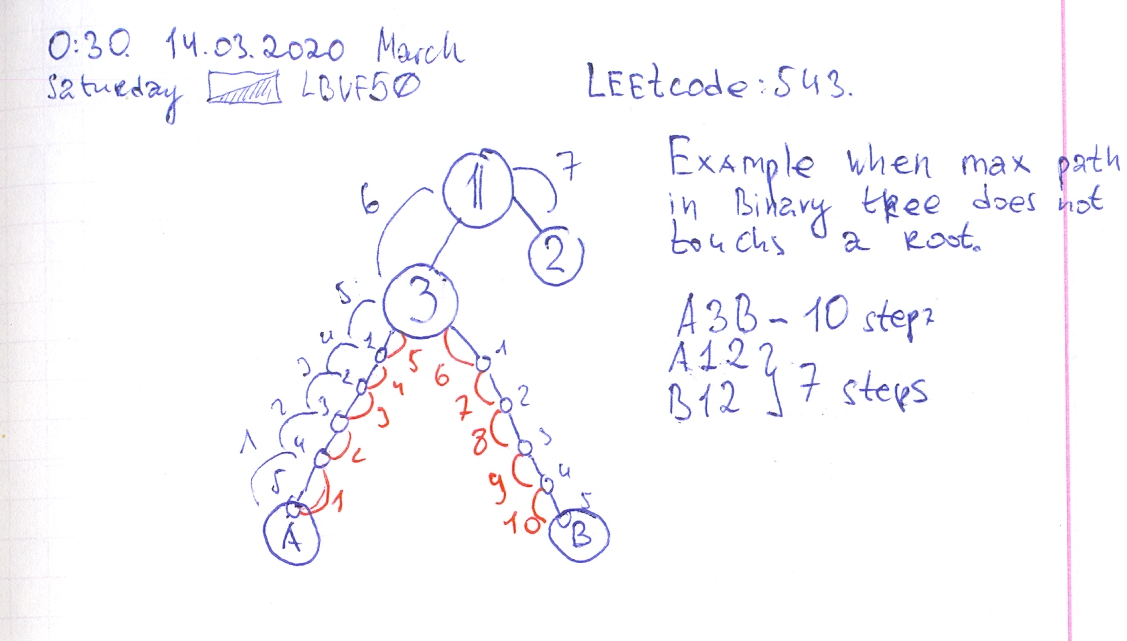 0:30. 14.03.2020 March
Saturday LBVF50
LEEtcode: 543.
Example when max path
in Binary tree does not
touchs a root.
A3B - 10 steps
A12
B12 } 7 steps
1
7
6
2
3
5
4 1 5 6 1
3 2 4 7 2
2 3 3 8 3
1 4 2 9 4
5 1 10 5
A B